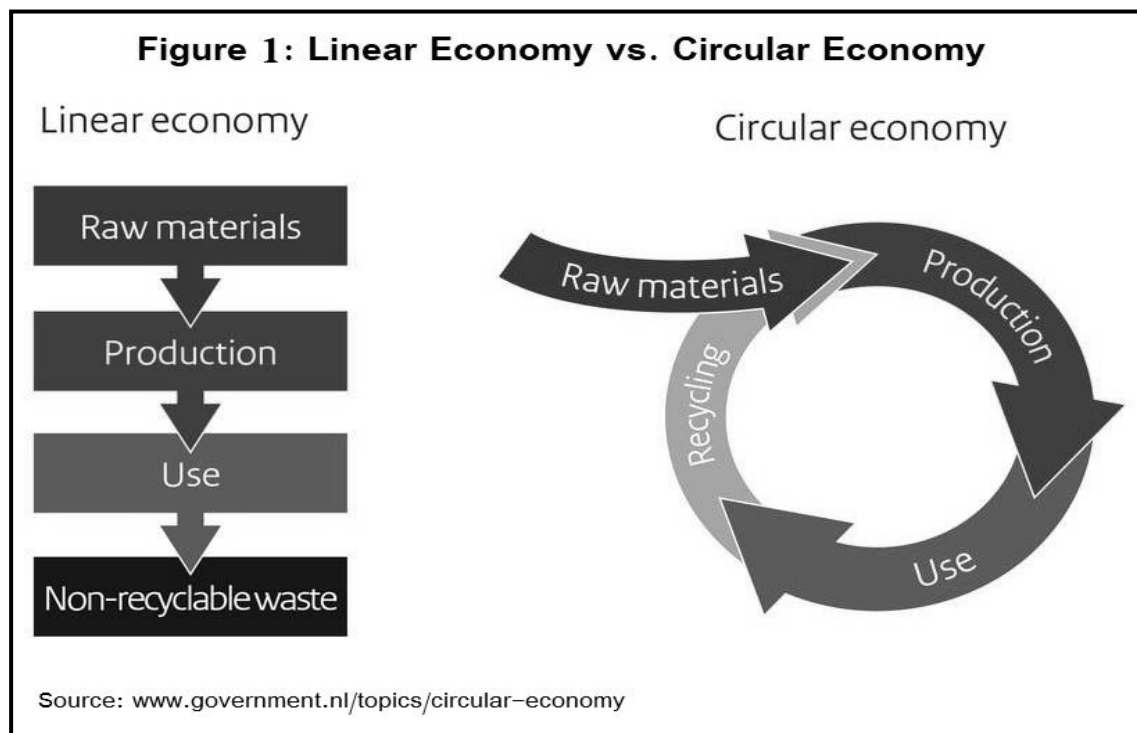 Figure 1: Linear Economy vs. Circular Economy
Linear economy
Raw materials
Production
Use
Non-recyclable waste
Circular economy
Raw materials
Production
Use
Recycling
Source: www.government.nl/topics/circular-economy